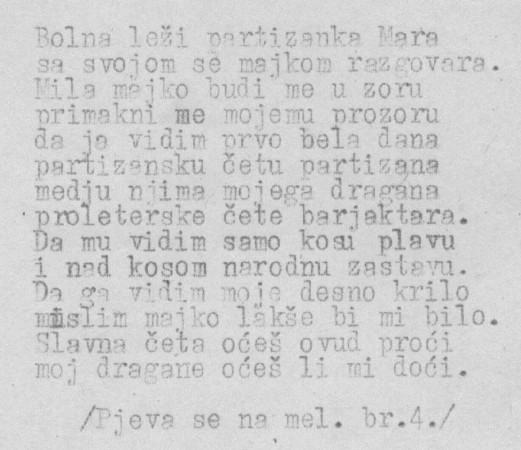 Bolna leži partizanka Mara
sa svojom se majkom razgovara.
Mila majko budi me u zoru
primakni me mojemu prozoru
da ja vidim prvo bela dana
partizansku četu partizana
medju njima mojega dragana
proleterske čete barjaktara.
Da mu vidim samo kosu plavu
i nad kosom narodnu zastavu.
Da ga vidim moje desno krilo
mislim majko lakše bi mi bilo.
Slavna četa oćeš ovud proći
moj dragane oćeš li mi doći.
/Pjeva se na mel. br.4./